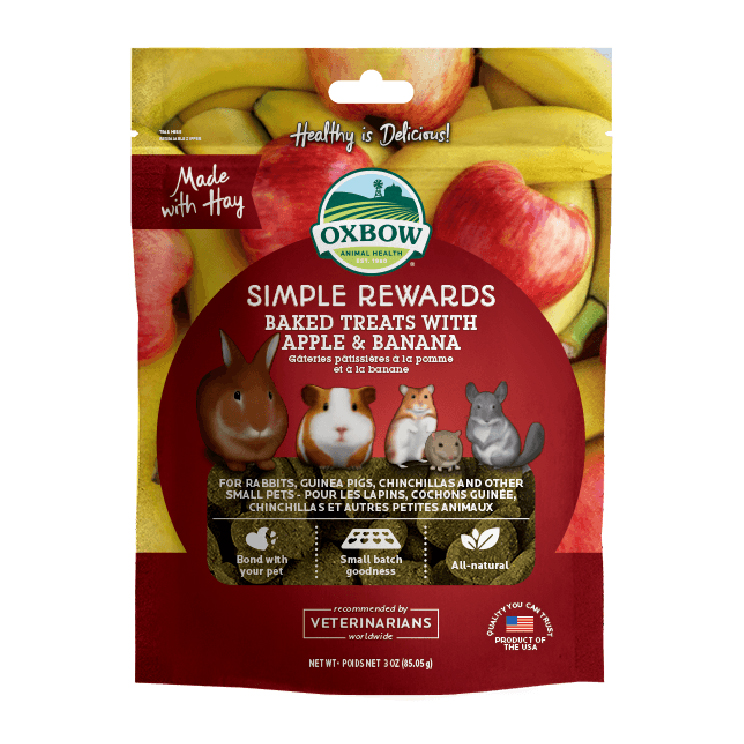 Healthy is Delicious!
Made
with Hay
OXBOW
ANIMAL HEALTH
SIMPLE REWARDS
BAKED TREATS WITH
APPLE & BANANA
Gâteries pâtissières à la pomme
et à la banane
FOR RABBITS, GUINEA PIGS, CHINCHILLAS AND OTHER
SMALL PETS - POUR LES LAPINS, COCHONS GUINÉE,
CHINCHILLAS ET AUTRES PETITES ANIMAUX
Bond with
your pet
Small batch
goodness
All-natural
recommended by
VETERINARIANS
worldwide
QUALITY YOU CAN TRUST
PRODUCT OF
THE USA
NET WT • POIDS NET 3 OZ (85.05g)